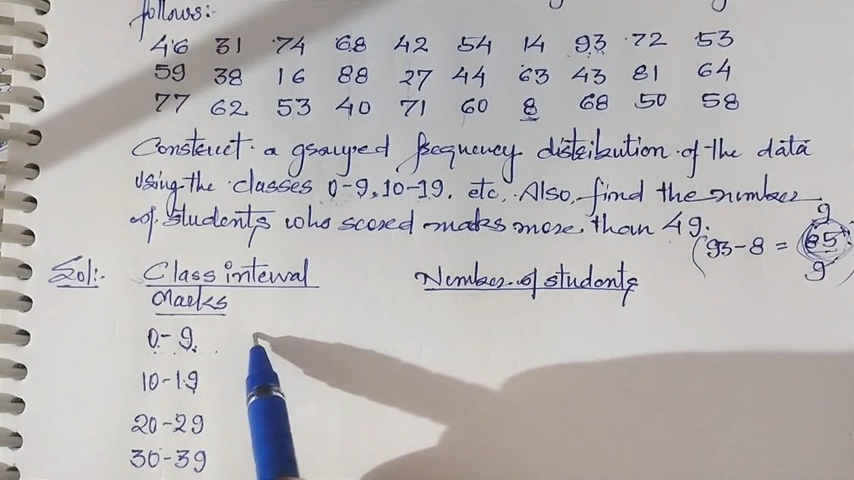 follows:-
46 31 74 68 42 54 14 93 72 53
59 38 16 88 27 44 63 43 81 64
77 62 53 40 71 60 8 68 50 58
Construct a grouped frequency distribution of the data
using the classes 0-9, 10-19. etc. Also, find the number
of students who scored marks more than 49.
(93-8 = 85
9
9
Sol:- Class interval Number of students
Marks
0-9
10-19
20-29
30-39